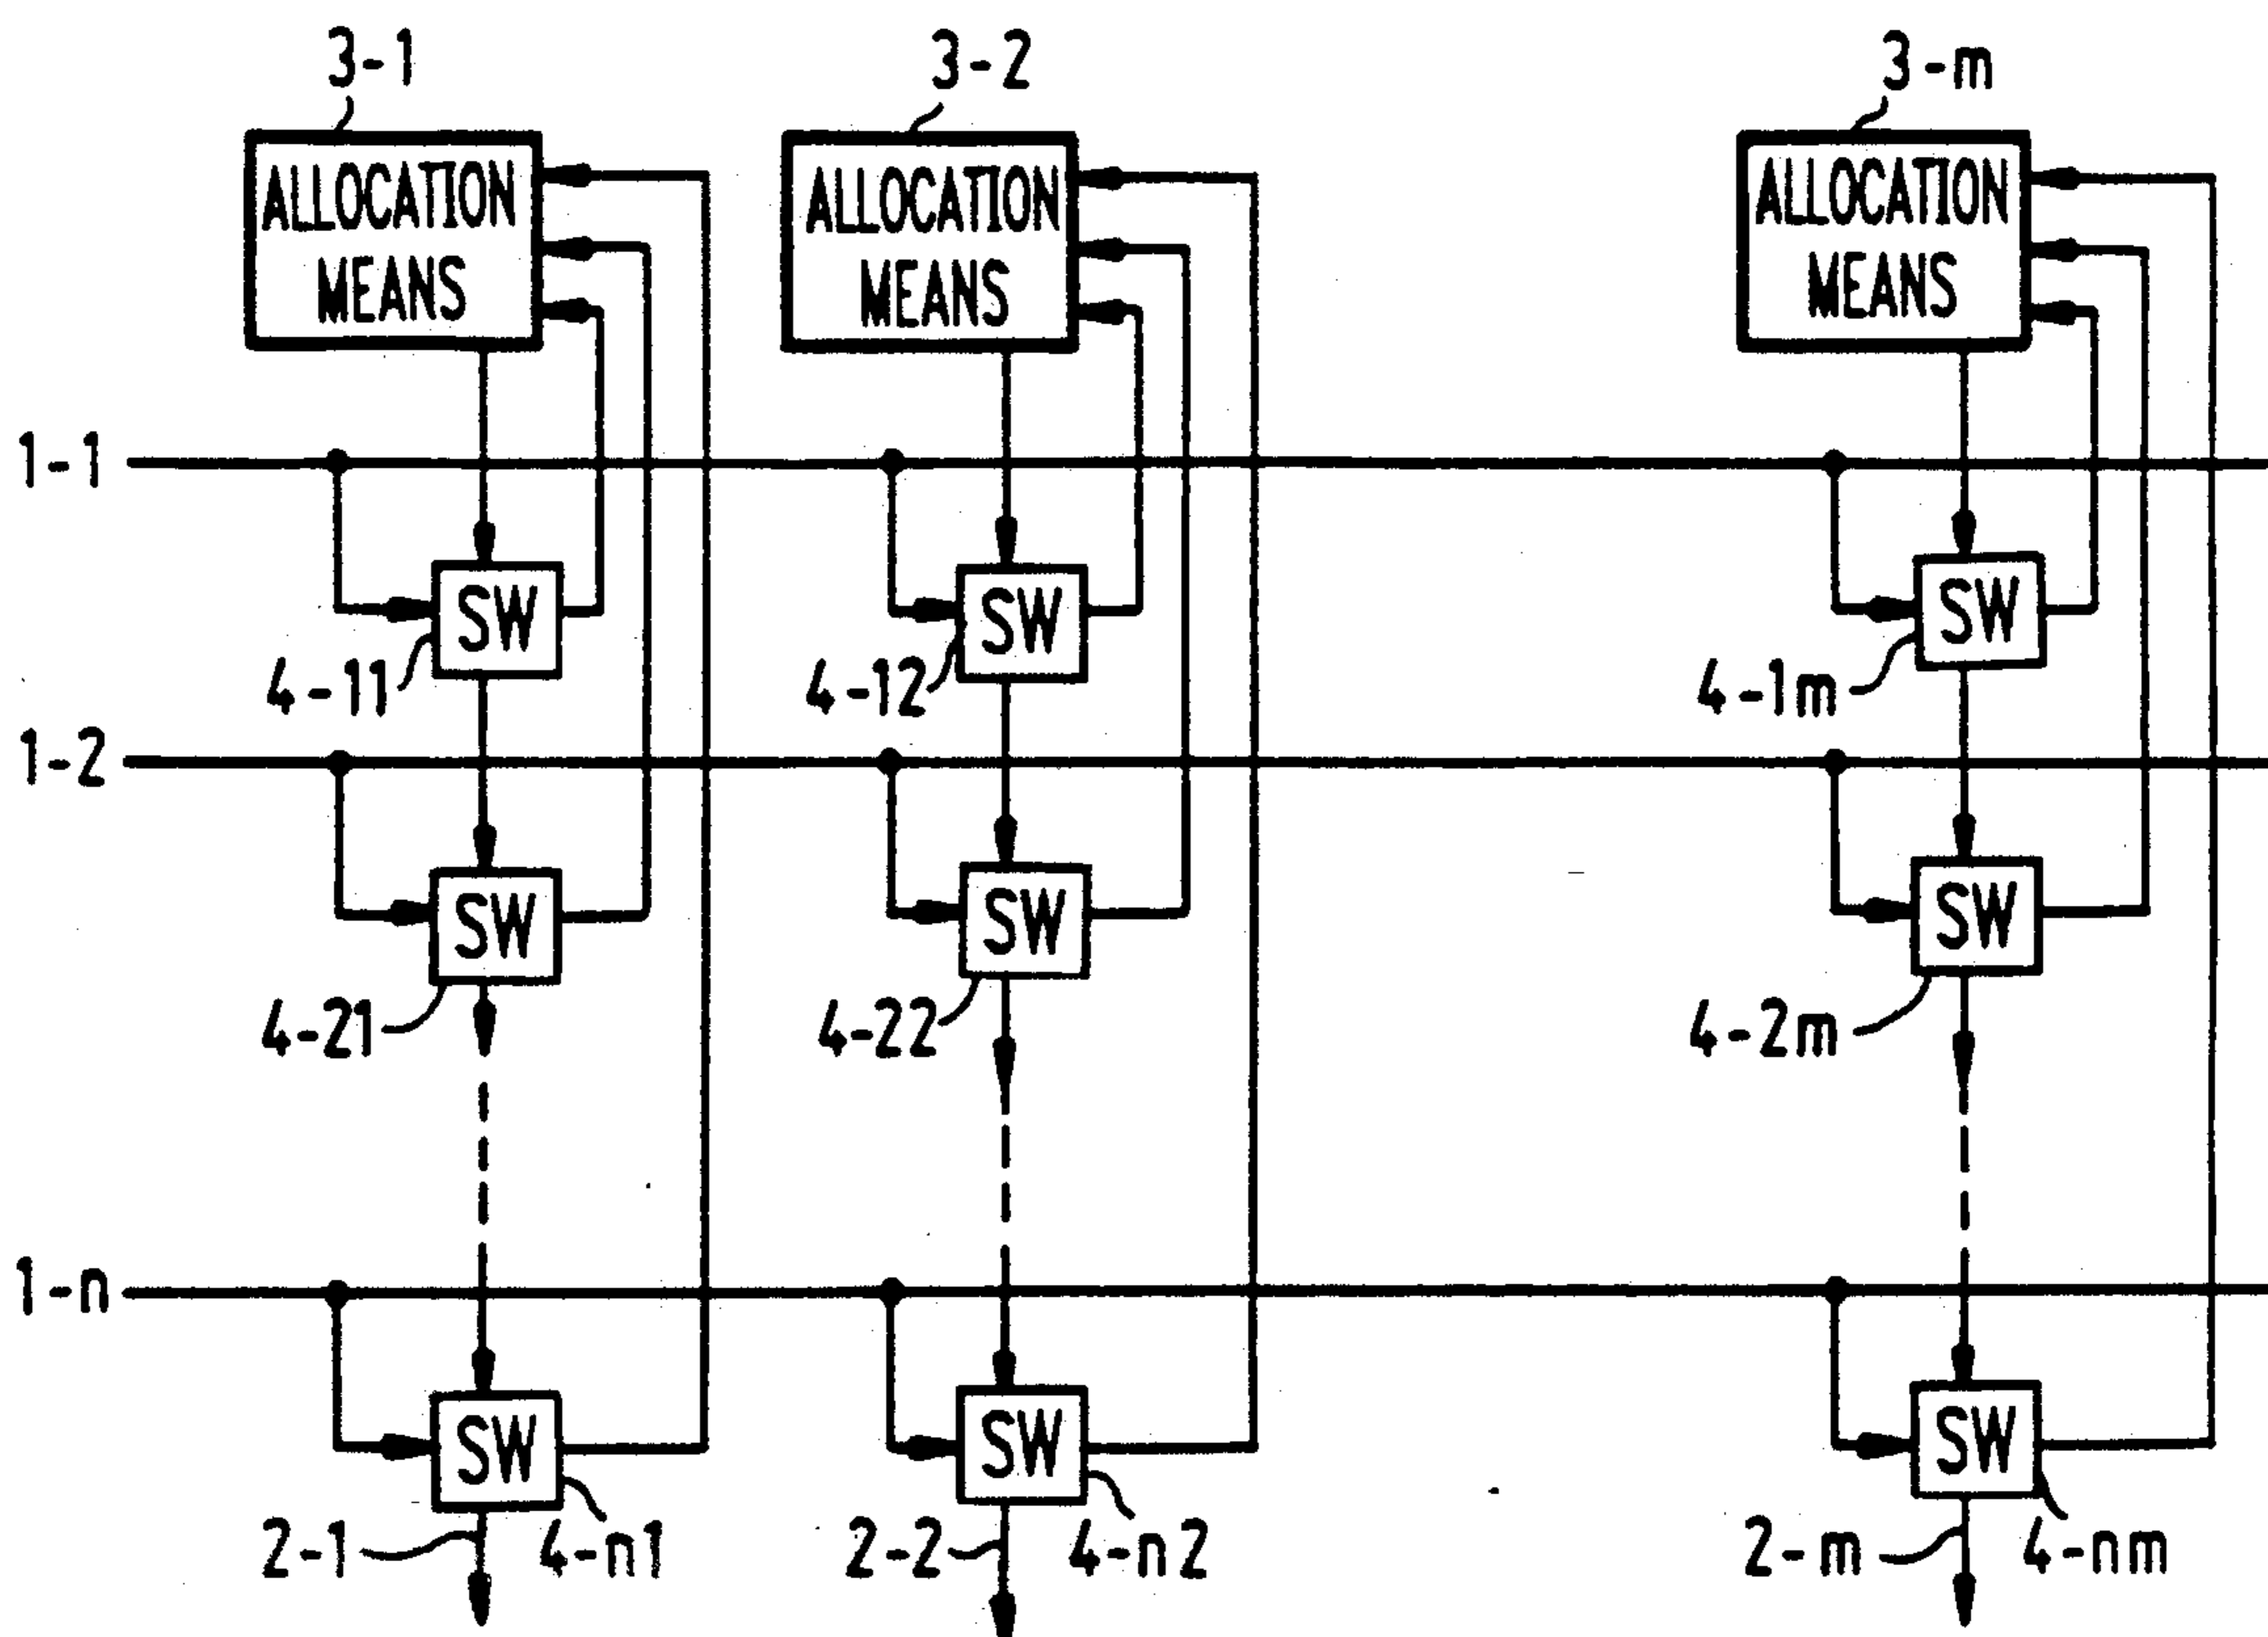 3-1 3-2 3-m
ALLOCATION MEANS
ALLOCATION MEANS
ALLOCATION MEANS
1-1
SW SW SW
4-11 4-12 4-1m
1-2
SW SW SW
4-21 4-22 4-2m
1-n
SW SW SW
2-1 4-n1 2-2 4-n2 2-m 4-nm